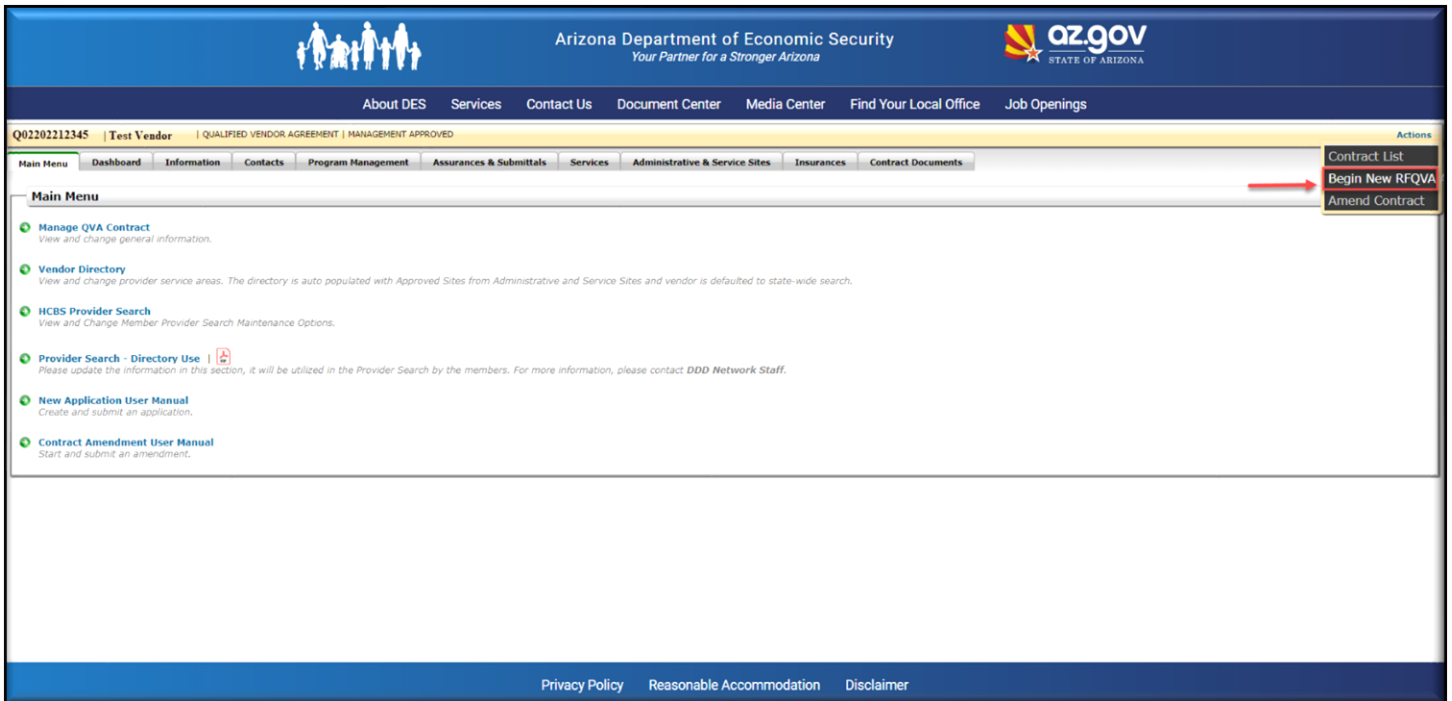 Arizona Department of Economic Security
Your Partner for a Stronger Arizona
az.gov
STATE OF ARIZONA
About DES Services Contact Us Document Center Media Center Find Your Local Office Job Openings
Q02202212345 | Test Vendor | QUALIFIED VENDOR AGREEMENT | MANAGEMENT APPROVED Actions
Main Menu Dashboard Information Contacts Program Management Assurances & Submittals Services Administrative & Service Sites Insurances Contract Documents
Contract List
Begin New RFQVA
Amend Contract
Main Menu
Manage QVA Contract
View and change general information.
Vendor Directory
View and change provider service areas. The directory is auto populated with Approved Sites from Administrative and Service Sites and vendor is defaulted to state-wide search.
HCBS Provider Search
View and Change Member Provider Search Maintenance Options.
Provider Search - Directory Use |
Please update the information in this section, it will be utilized in the Provider Search by the members. For more information, please contact DDD Network Staff.
New Application User Manual
Create and submit an application.
Contract Amendment User Manual
Start and submit an amendment.
Privacy Policy Reasonable Accommodation Disclaimer